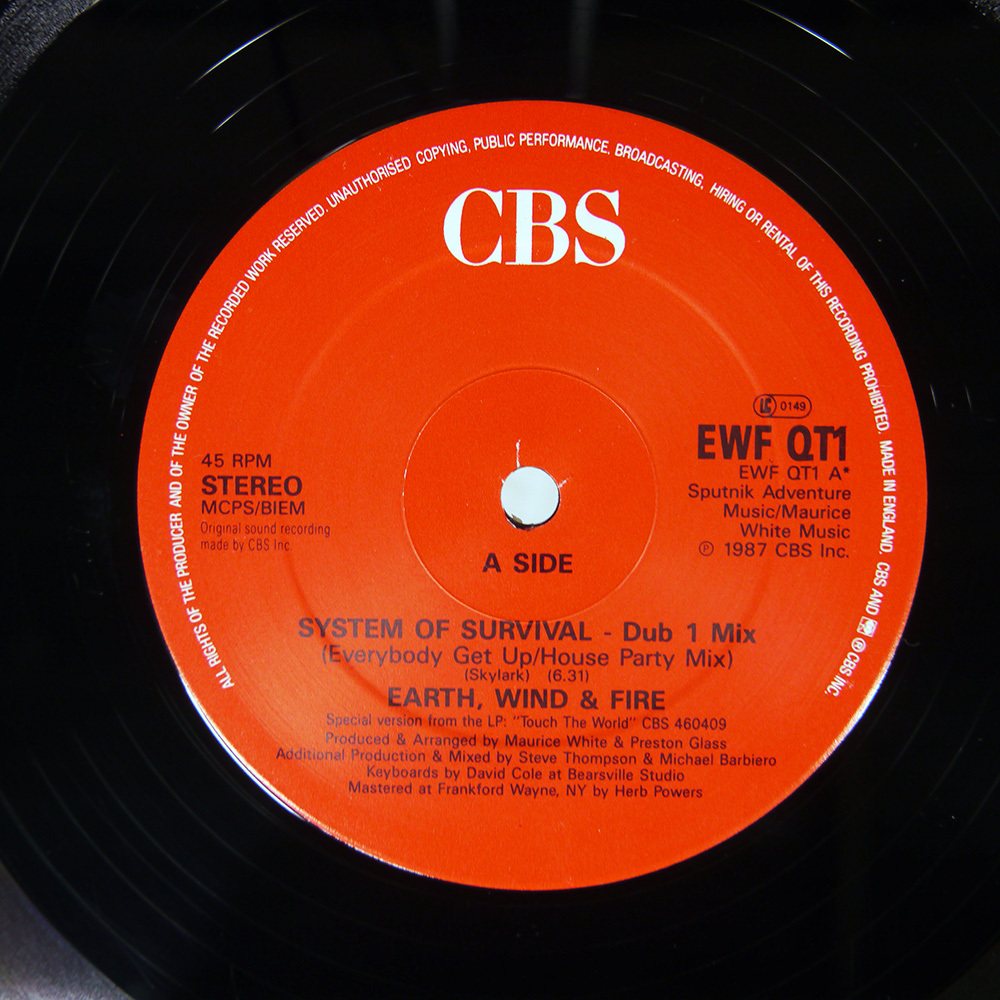 ALL RIGHTS OF THE PRODUCER AND OF THE OWNER OF THE RECORDED WORK RESERVED. UNAUTHORISED COPYING, PUBLIC PERFORMANCE, BROADCASTING, HIRING OR RENTAL OF THIS RECORDING PROHIBITED. MADE IN ENGLAND. CBS AND ® CBS INC.
CBS
LC 0149
EWF QT1
EWF QT1 A*
Sputnik Adventure
Music/Maurice
White Music
℗ 1987 CBS Inc.
45 RPM
STEREO
MCPS/BIEM
Original sound recording
made by CBS Inc.
A SIDE
SYSTEM OF SURVIVAL - Dub 1 Mix
(Everybody Get Up/House Party Mix)
(Skylark) (6.31)
EARTH, WIND & FIRE
Special version from the LP: "Touch The World" CBS 460409
Produced & Arranged by Maurice White & Preston Glass
Additional Production & Mixed by Steve Thompson & Michael Barbiero
Keyboards by David Cole at Bearsville Studio
Mastered at Frankford Wayne, NY by Herb Powers